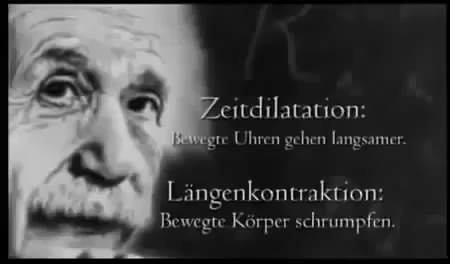 Zeitdilatation:
Bewegte Uhren gehen langsamer.
Längenkontraktion:
Bewegte Körper schrumpfen.